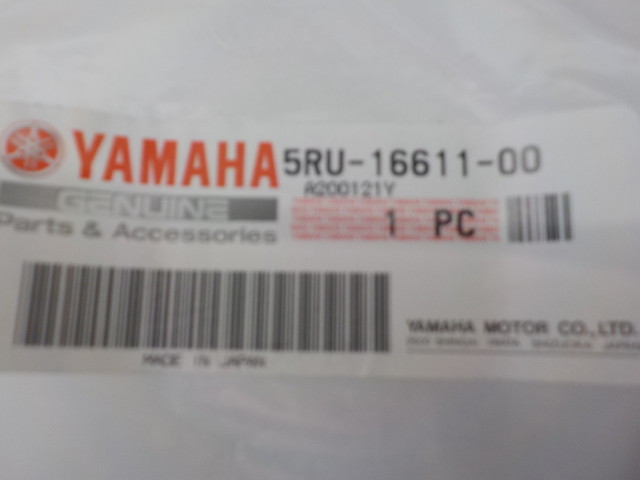 YAMAHA 5RU-16611-00
A200121Y
GENUINE
Parts & Accessories
1 PC
YAMAHA MOTOR CO., LTD.
MADE IN JAPAN